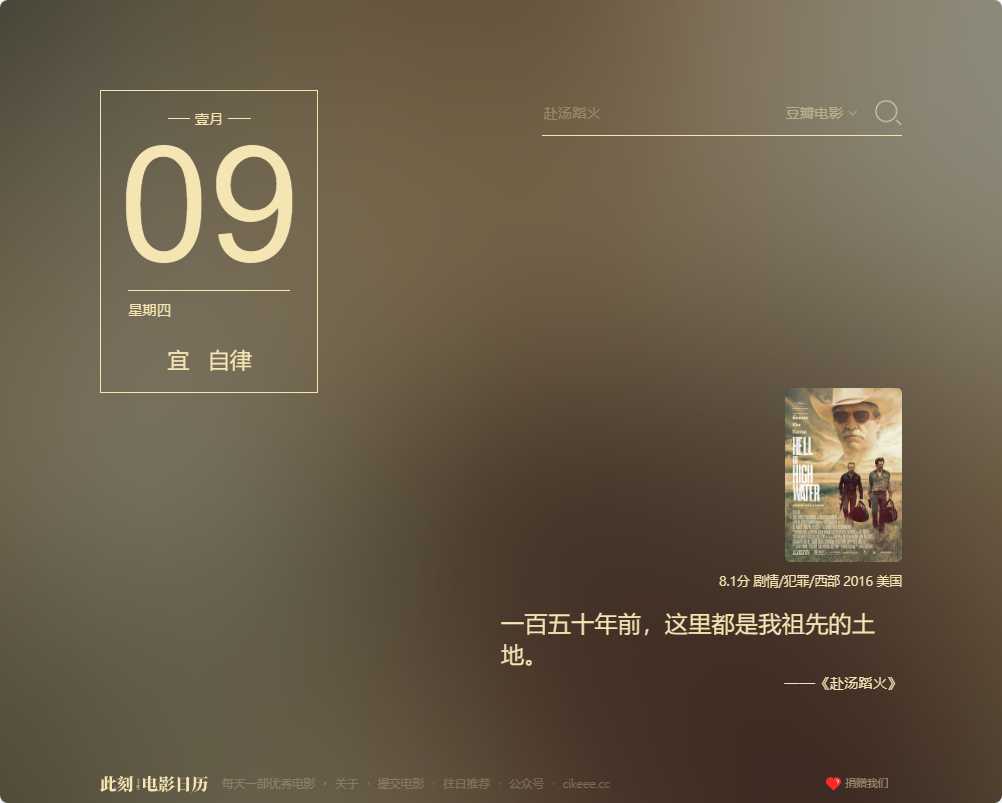 壹月
09
星期四
宜 自律
赴汤蹈火 豆瓣电影
HELL
HIGH
WATER
8.1分 剧情/犯罪/西部 2016 美国
一百五十年前，这里都是我祖先的土
地。
——《赴汤蹈火》
此刻电影日历 每天一部优秀电影 · 关于 · 提交电影 · 往日推荐 · 公众号 · cikeee.cc
捐赠我们